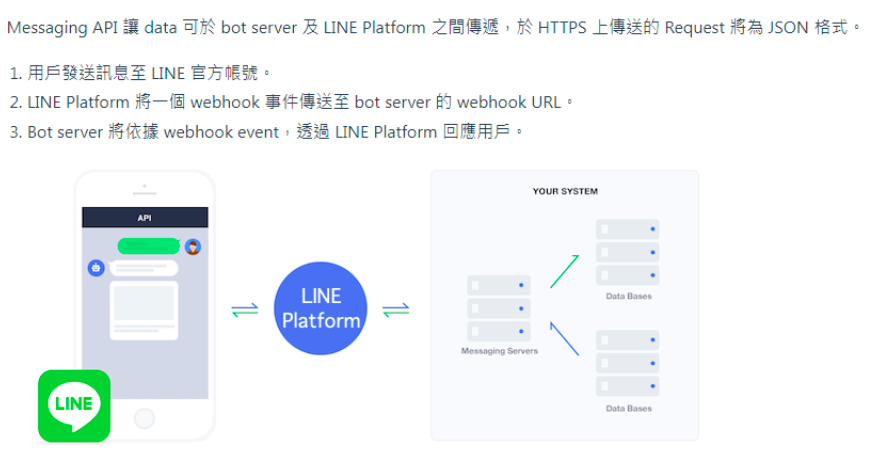 Messaging API 讓 data 可於 bot server 及 LINE Platform 之間傳遞，於 HTTPS 上傳送的 Request 將為 JSON 格式。
1. 用戶發送訊息至 LINE 官方帳號。
2. LINE Platform 將一個 webhook 事件傳送至 bot server 的 webhook URL。
3. Bot server 將依據 webhook event，透過 LINE Platform 回應用戶。
API
YOUR SYSTEM
LINE
Platform
Data Bases
Messaging Servers
Data Bases
LINE